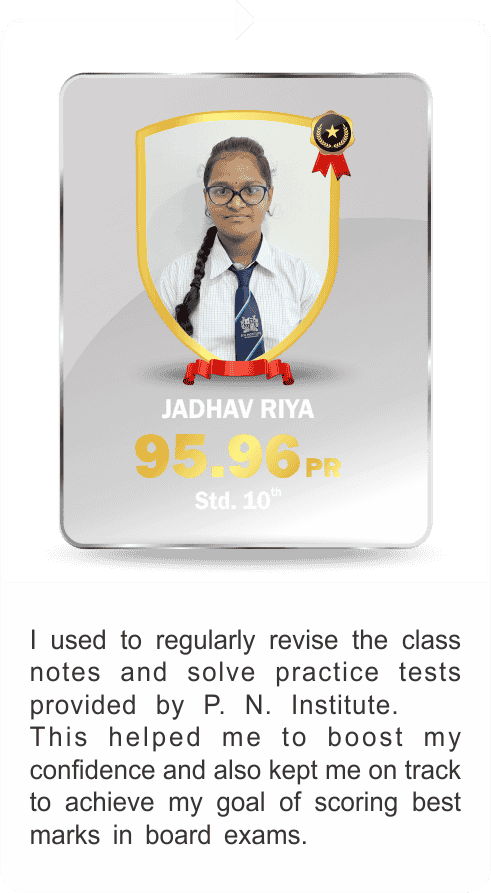 JADHAV RIYA
95.96 PR
Std. 10th
I used to regularly revise the class
notes and solve practice tests
provided by P. N. Institute.
This helped me to boost my
confidence and also kept me on track
to achieve my goal of scoring best
marks in board exams.